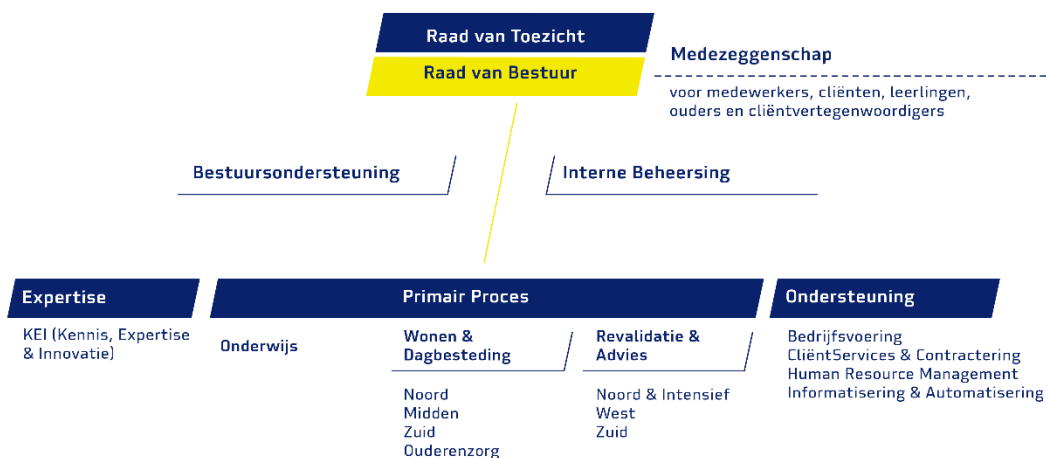 Raad van Toezicht
Raad van Bestuur
Medezeggenschap
voor medewerkers, cliënten, leerlingen,
ouders en cliëntvertegenwoordigers
Bestuursondersteuning
Interne Beheersing
Expertise
KEI (Kennis, Expertise
& Innovatie)
Primair Proces
Onderwijs
Wonen &
Dagbesteding
Noord
Midden
Zuid
Ouderenzorg
Revalidatie &
Advies
Noord & Intensief
West
Zuid
Ondersteuning
Bedrijfsvoering
CliëntServices & Contractering
Human Resource Management
Informatisering & Automatisering